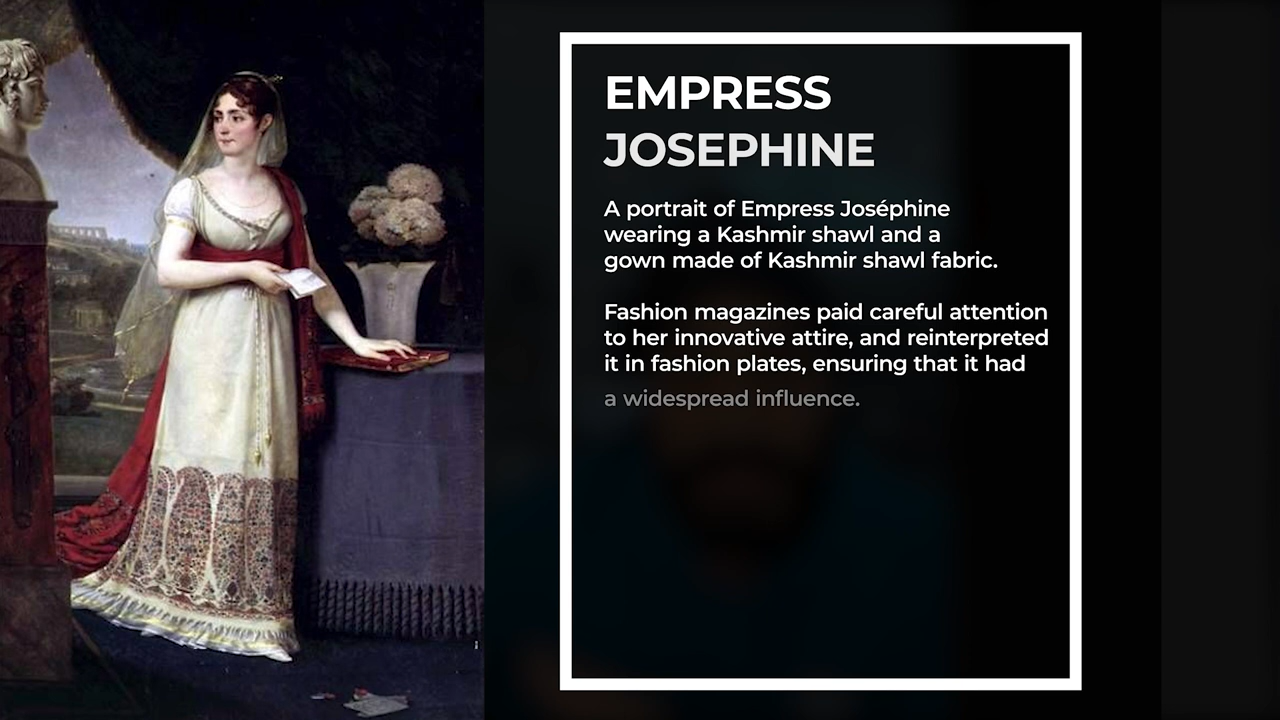 EMPRESS
JOSEPHINE
A portrait of Empress Joséphine
wearing a Kashmir shawl and a
gown made of Kashmir shawl fabric.
Fashion magazines paid careful attention
to her innovative attire, and reinterpreted
it in fashion plates, ensuring that it had
a widespread influence.